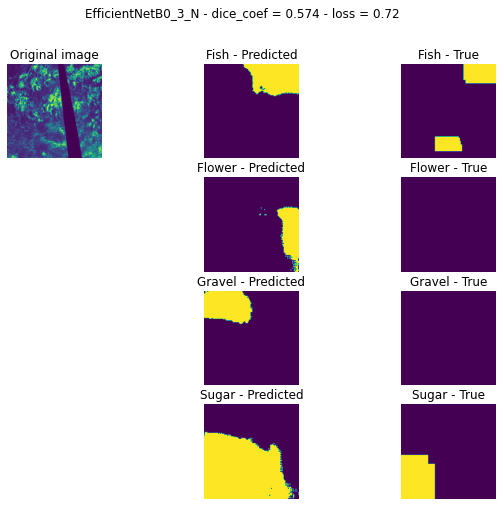 EfficientNetB0_3_N - dice_coef = 0.574 - loss = 0.72
Original image
Fish - Predicted
Fish - True
Flower - Predicted
Flower - True
Gravel - Predicted
Gravel - True
Sugar - Predicted
Sugar - True